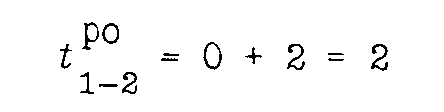 t^{po}_{1-2} = 0 + 2 = 2